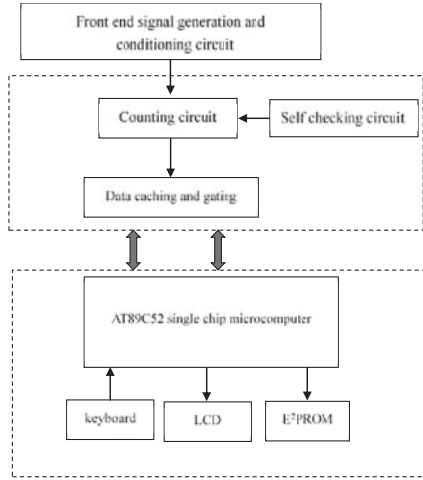 Front end signal generation and
conditioning circuit
Counting circuit
Self checking circuit
Data caching and gating
AT89C52 single chip microcomputer
keyboard
LCD
E²PROM